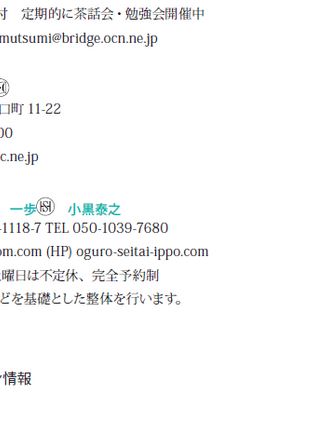 付　定期的に茶話会・勉強会開催中
mutsumi@bridge.ocn.ne.jp
口町 11-22
00
c.ne.jp
一歩　小黒泰之
-1118-7 TEL 050-1039-7680
om.com (HP) oguro-seitai-ippo.com
曜日は不定休、完全予約制
どを基礎とした整体を行います。
情報